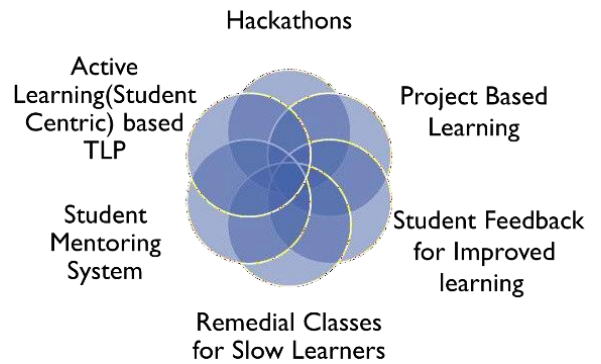 Hackathons
Active
Learning(Student
Centric) based
TLP
Project Based
Learning
Student
Mentoring
System
Student Feedback
for Improved
learning
Remedial Classes
for Slow Learners